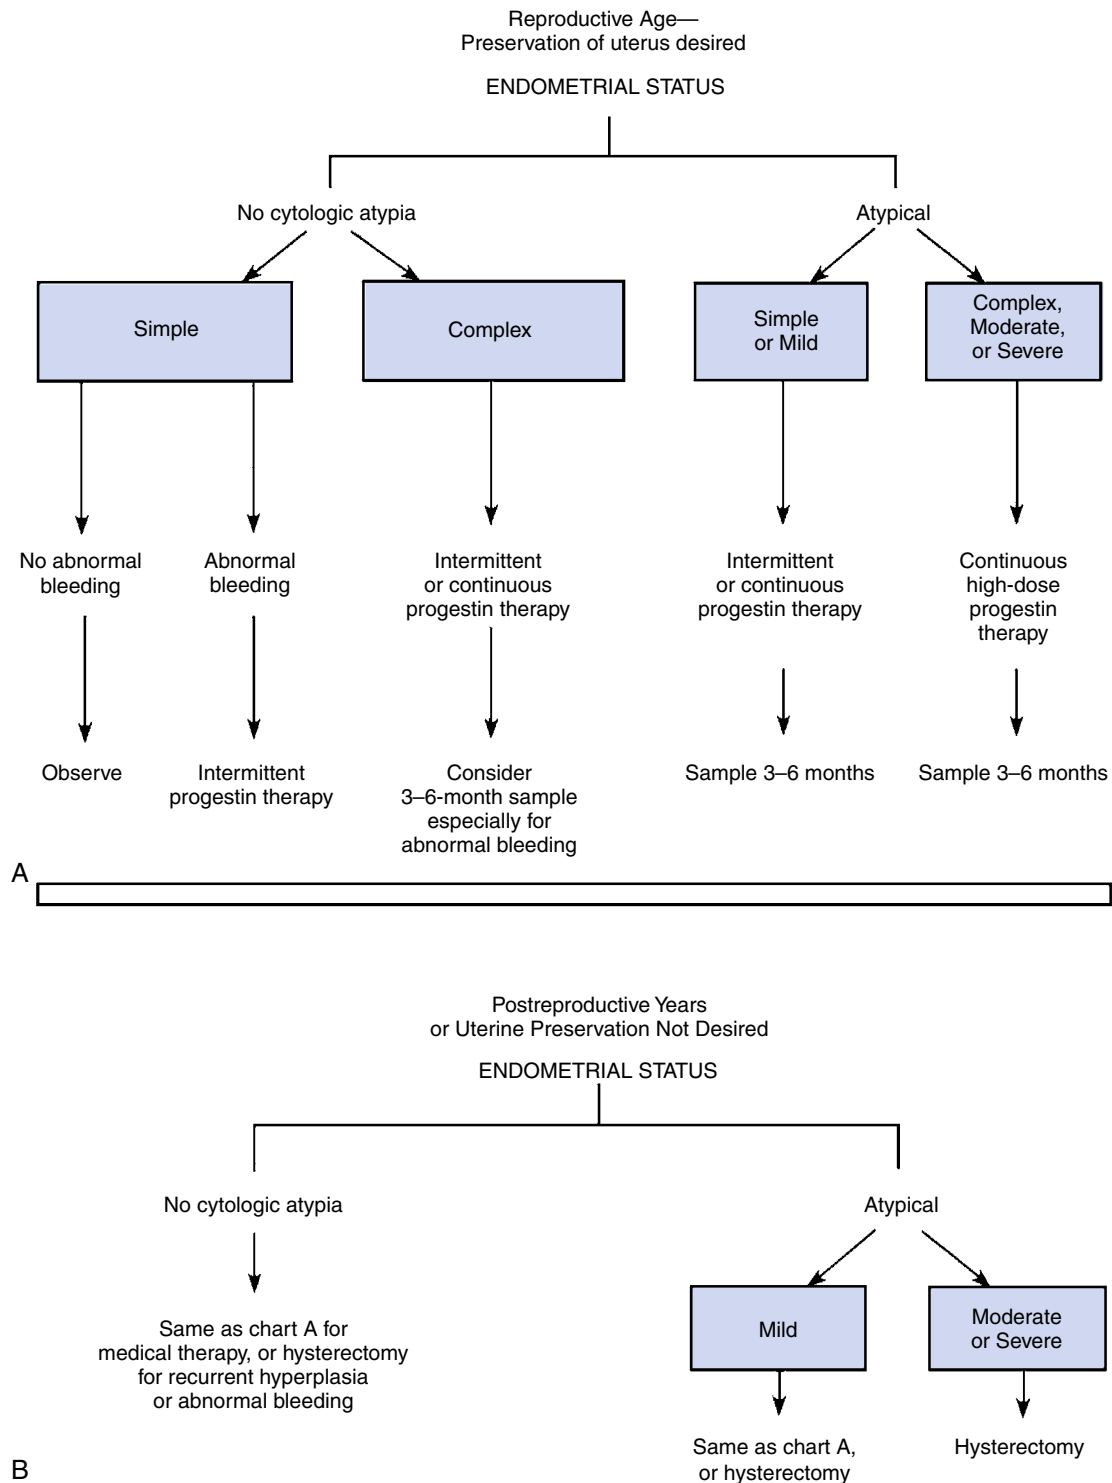 Reproductive Age—
Preservation of uterus desired
ENDOMETRIAL STATUS
No cytologic atypia
Atypical
Simple
Complex
Simple
or Mild
Complex,
Moderate,
or Severe
No abnormal
bleeding
Abnormal
bleeding
Intermittent
or continuous
progestin therapy
Intermittent
or continuous
progestin therapy
Continuous
high-dose
progestin
therapy
Observe
Intermittent
progestin therapy
Consider
3–6-month sample
especially for
abnormal bleeding
Sample 3–6 months
Sample 3–6 months
A
Postreproductive Years
or Uterine Preservation Not Desired
ENDOMETRIAL STATUS
No cytologic atypia
Atypical
Same as chart A for
medical therapy, or hysterectomy
for recurrent hyperplasia
or abnormal bleeding
Mild
Moderate
or Severe
Same as chart A,
or hysterectomy
Hysterectomy
B